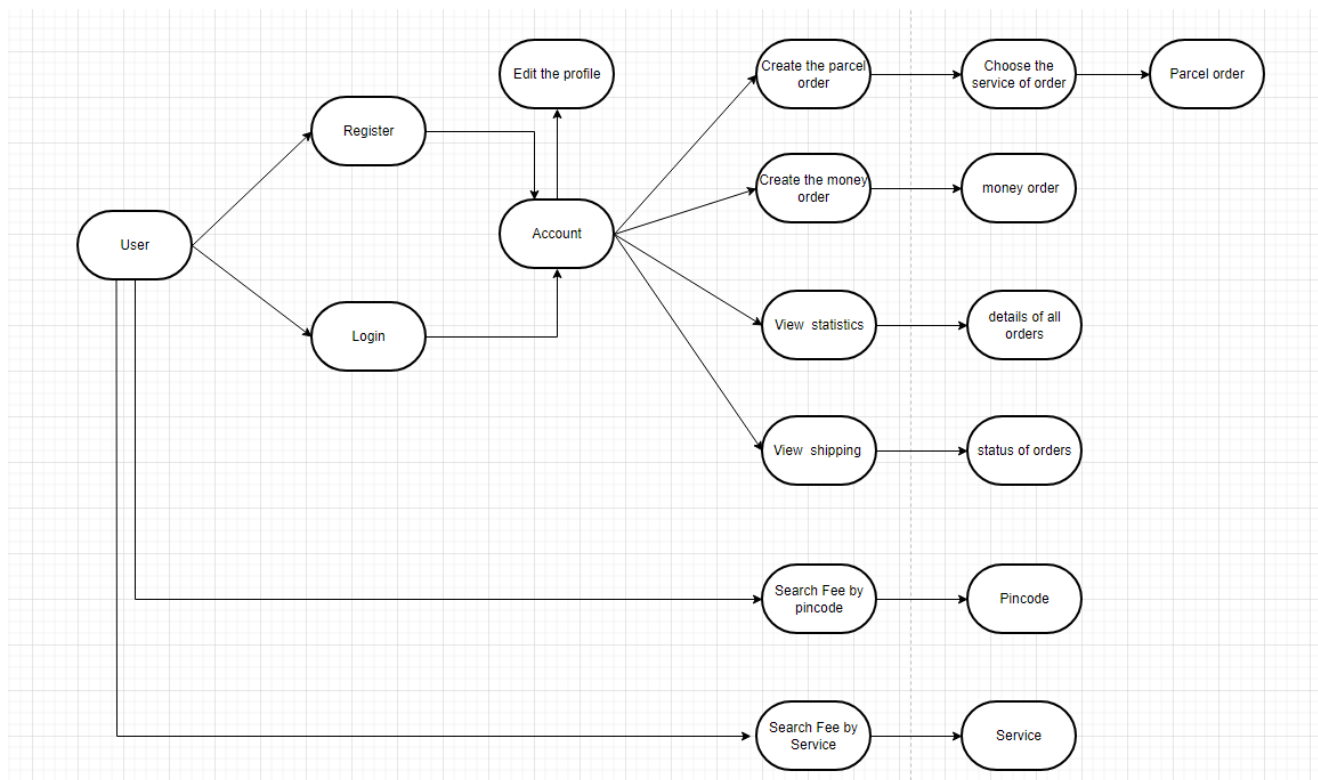 Edit the profile
Create the parcel
order
Choose the
service of order
Parcel order
Register
Create the money
order
money order
User
Account
Login
View  statistics
details of all
orders
View  shipping
status of orders
Search Fee by
pincode
Pincode
Search Fee by
Service
Service